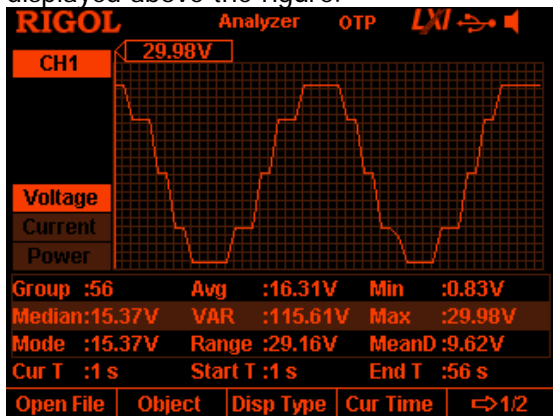 displayed above the figure.
RIGOL Analyzer OTP LXI
CH1 29.98V
Voltage
Current
Power
Group :56 Avg :16.31V Min :0.83V
Median:15.37V VAR :115.61V Max :29.98V
Mode :15.37V Range :29.16V MeanD :9.62V
Cur T :1 s Start T :1 s End T :56 s
Open File Object Disp Type Cur Time ⇨1/2